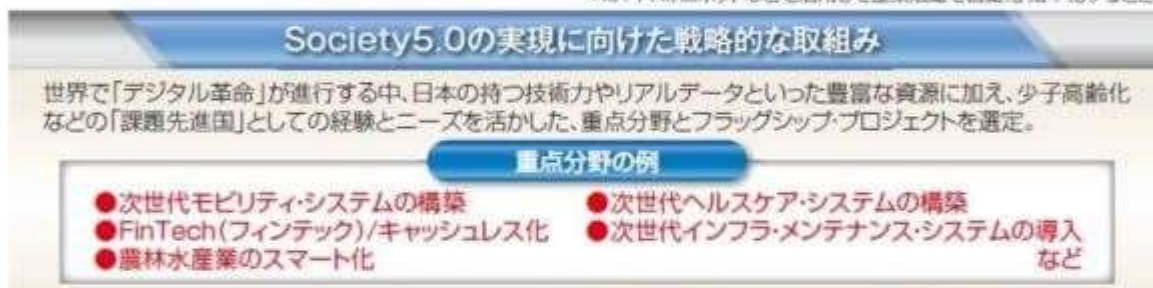 Society5.0の実現に向けた戦略的な取組み
世界で「デジタル革命」が進行する中、日本の持つ技術力やリアルデータといった豊富な資源に加え、少子高齢化
などの「課題先進国」としての経験とニーズを活かした、重点分野とフラッグシップ・プロジェクトを選定。
重点分野の例
●次世代モビリティ・システムの構築
●FinTech(フィンテック)/キャッシュレス化
●農林水産業のスマート化
●次世代ヘルスケア・システムの構築
●次世代インフラ・メンテナンス・システムの導入
など